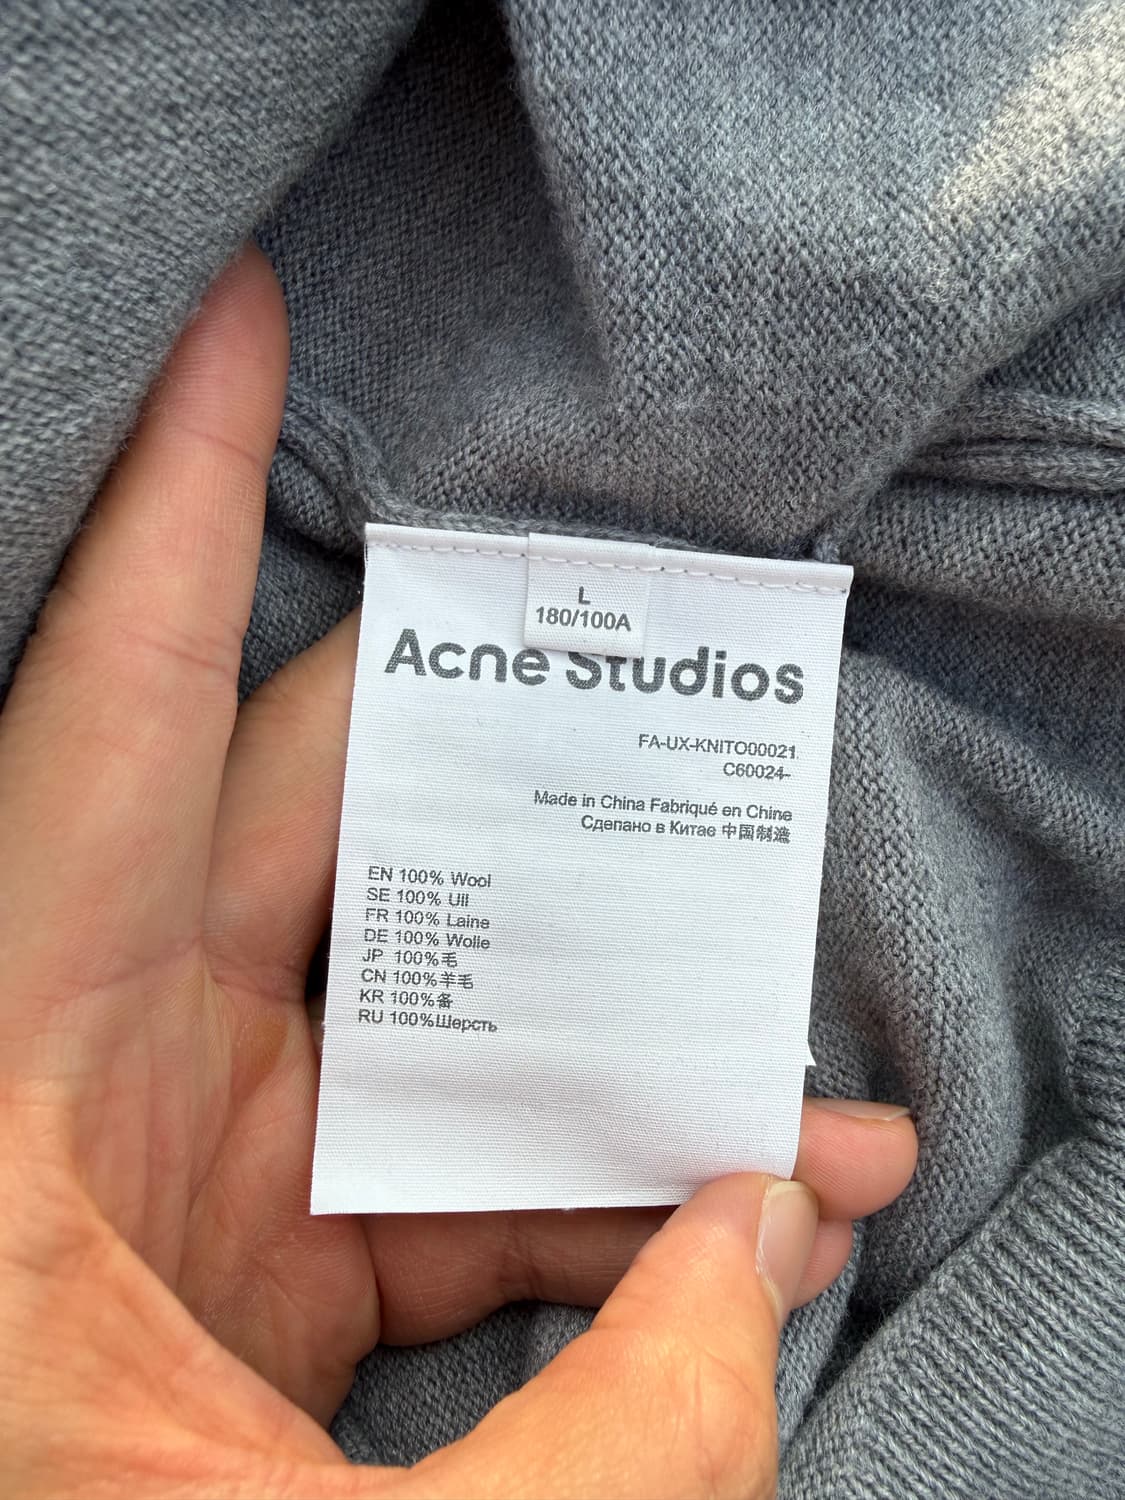 L
180/100A
Acne Studios
FA-UX-KNITO00021
C60024-
Made in China Fabriqué en Chine
Сдепано в Китае 中国制造
EN 100% Wool
SE 100% Ull
FR 100% Laine
DE 100% Wolle
JP 100%毛
CN 100%羊毛
KR 100%备
RU 100%Шерсть